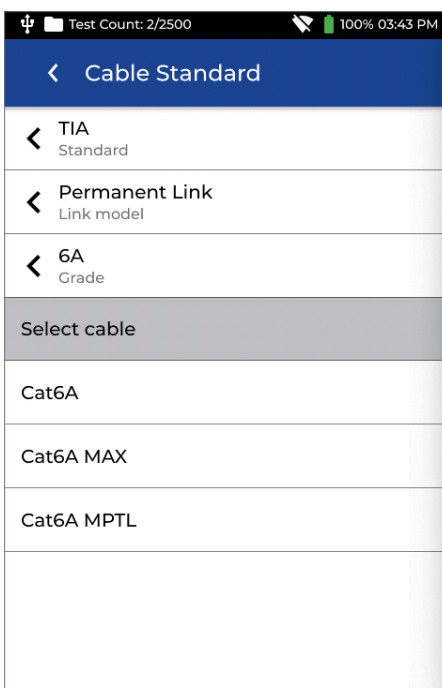 Test Count: 2/2500 100% 03:43 PM
Cable Standard
TIA
Standard
Permanent Link
Link model
6A
Grade
Select cable
Cat6A
Cat6A MAX
Cat6A MPTL